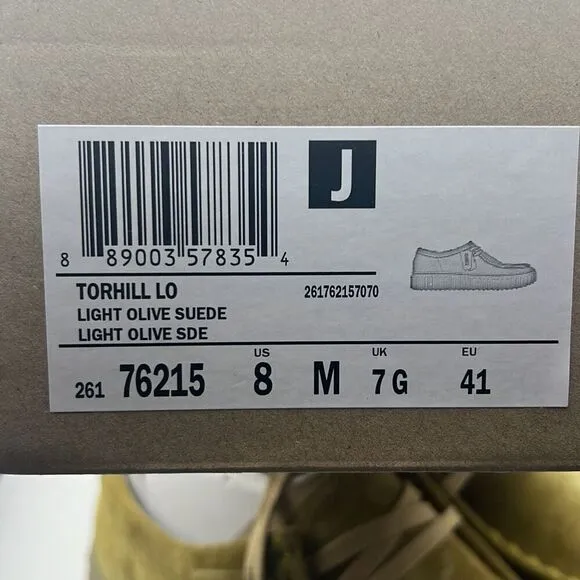 J
8 89003 57835 4
TORHILL LO 261762157070
LIGHT OLIVE SUEDE
LIGHT OLIVE SDE
US UK EU
261 76215 8 M 7 G 41